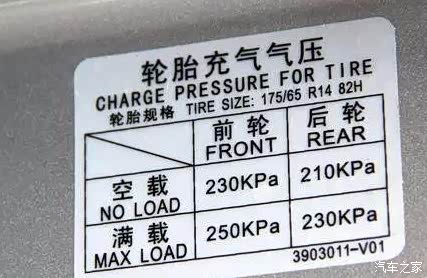 轮胎充气气压
CHARGE PRESSURE FOR TIRE
轮胎规格 TIRE SIZE: 175/65 R14 82H
前轮 后轮
FRONT REAR
空载 230KPa 210KPa
NO LOAD
满载 250KPa 230KPa
MAX LOAD
3903011-V01
汽车之家